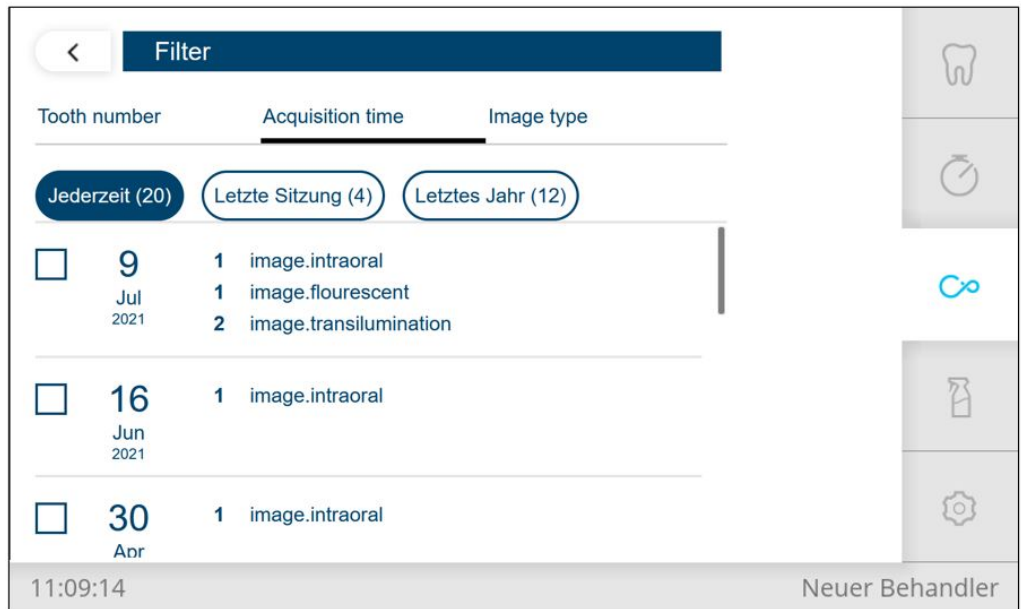 Filter
Tooth number Acquisition time Image type
Jederzeit (20) Letzte Sitzung (4) Letztes Jahr (12)
9 Jul 2021
1 image.intraoral
1 image.flourescent
2 image.transilumination
16 Jun 2021
1 image.intraoral
30 Apr
1 image.intraoral
11:09:14 Neuer Behandler